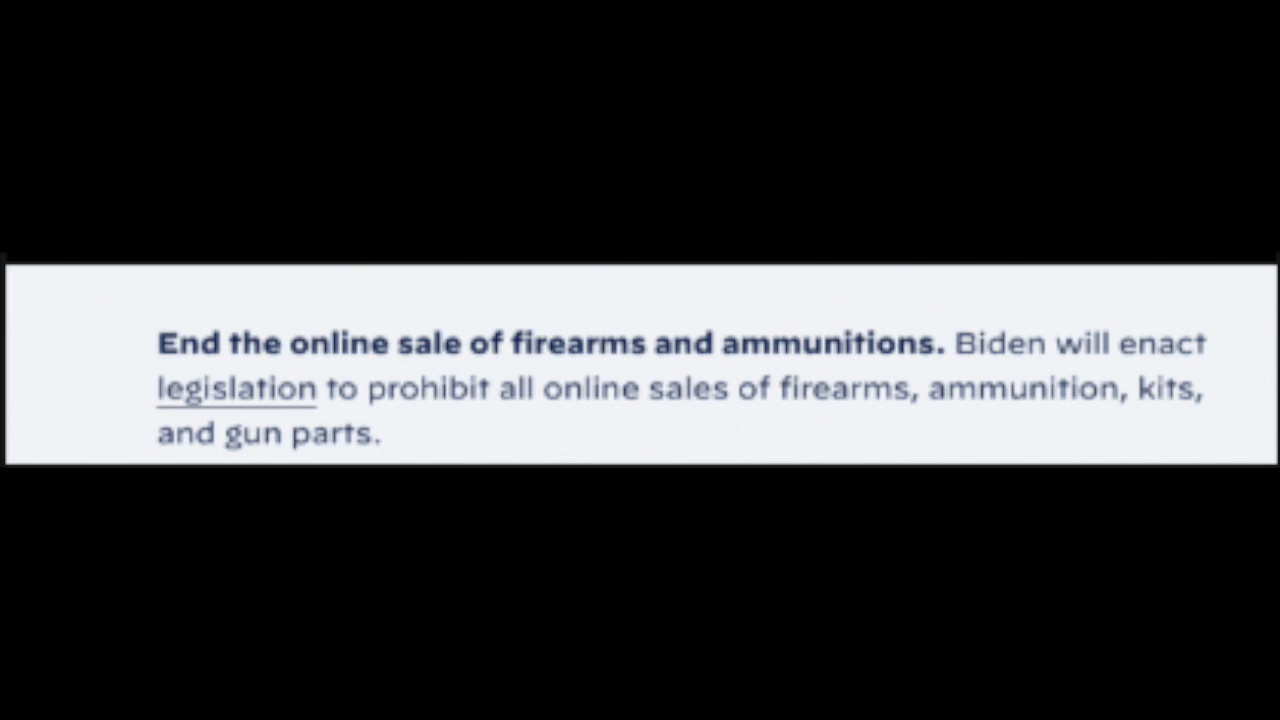 End the online sale of firearms and ammunitions. Biden will enact
legislation to prohibit all online sales of firearms, ammunition, kits,
and gun parts.